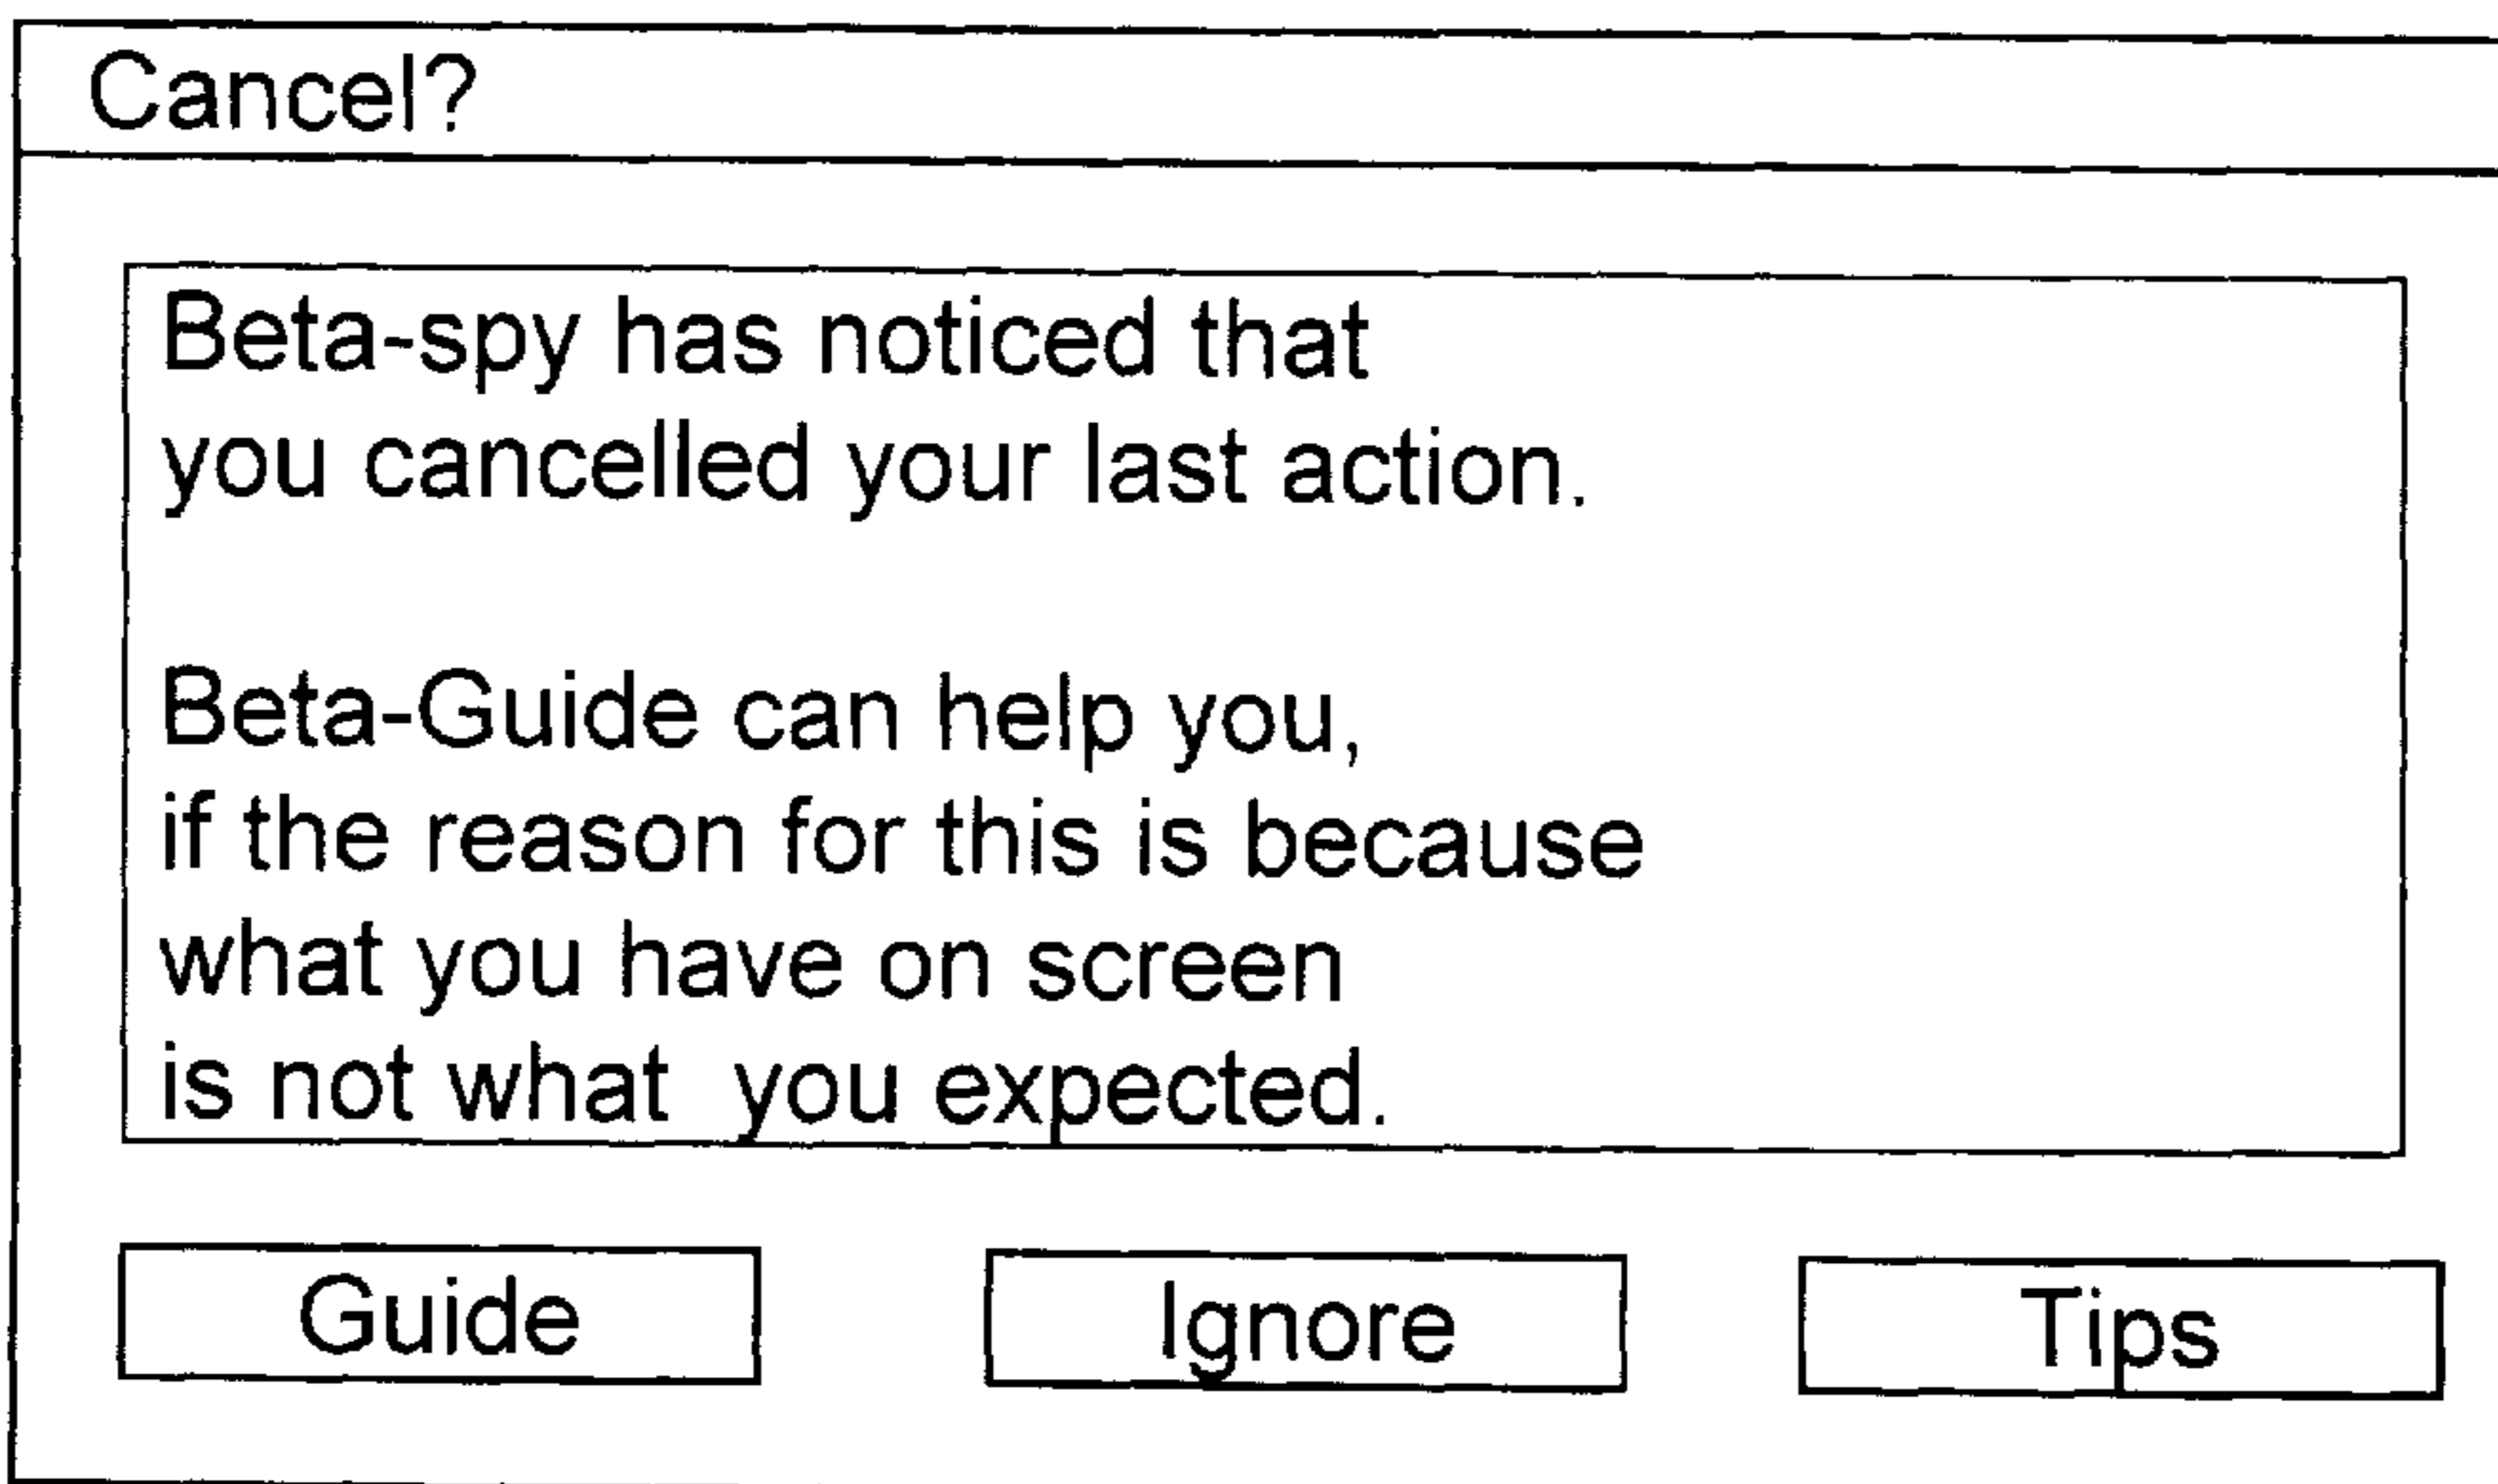 Cancel?
Beta-spy has noticed that
you cancelled your last action.
Beta-Guide can help you,
if the reason for this is because
what you have on screen
is not what you expected.
Guide
Ignore
Tips